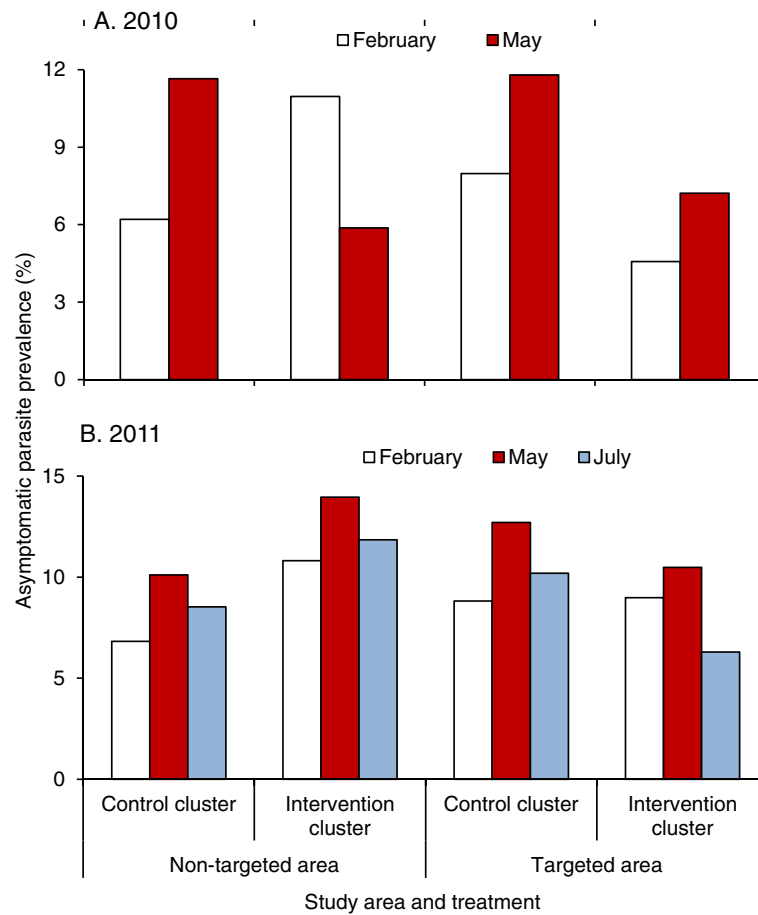 A. 2010
February May
12
9
6
3
0
Asymptomatic parasite prevalence (%)
B. 2011
February May July
15
10
5
0
Control cluster Intervention cluster Control cluster Intervention cluster
Non-targeted area Targeted area
Study area and treatment